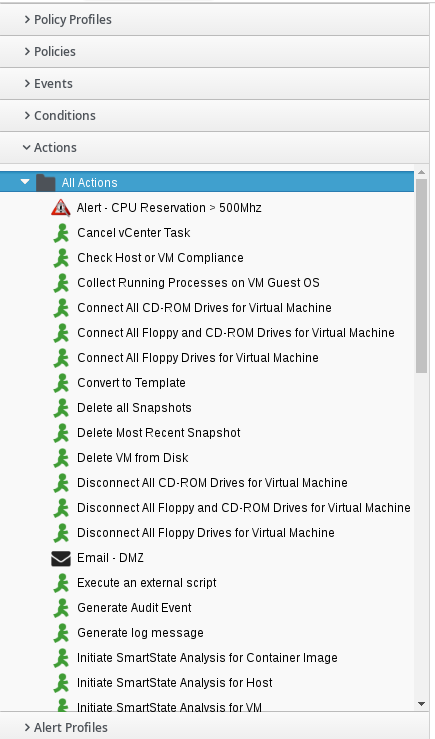 Policy Profiles
Policies
Events
Conditions
Actions
All Actions
Alert - CPU Reservation > 500Mhz
Cancel vCenter Task
Check Host or VM Compliance
Collect Running Processes on VM Guest OS
Connect All CD-ROM Drives for Virtual Machine
Connect All Floppy and CD-ROM Drives for Virtual Machine
Connect All Floppy Drives for Virtual Machine
Convert to Template
Delete all Snapshots
Delete Most Recent Snapshot
Delete VM from Disk
Disconnect All CD-ROM Drives for Virtual Machine
Disconnect All Floppy and CD-ROM Drives for Virtual Machine
Disconnect All Floppy Drives for Virtual Machine
Email - DMZ
Execute an external script
Generate Audit Event
Generate log message
Initiate SmartState Analysis for Container Image
Initiate SmartState Analysis for Host
Initiate SmartState Analysis for VM
Alert Profiles